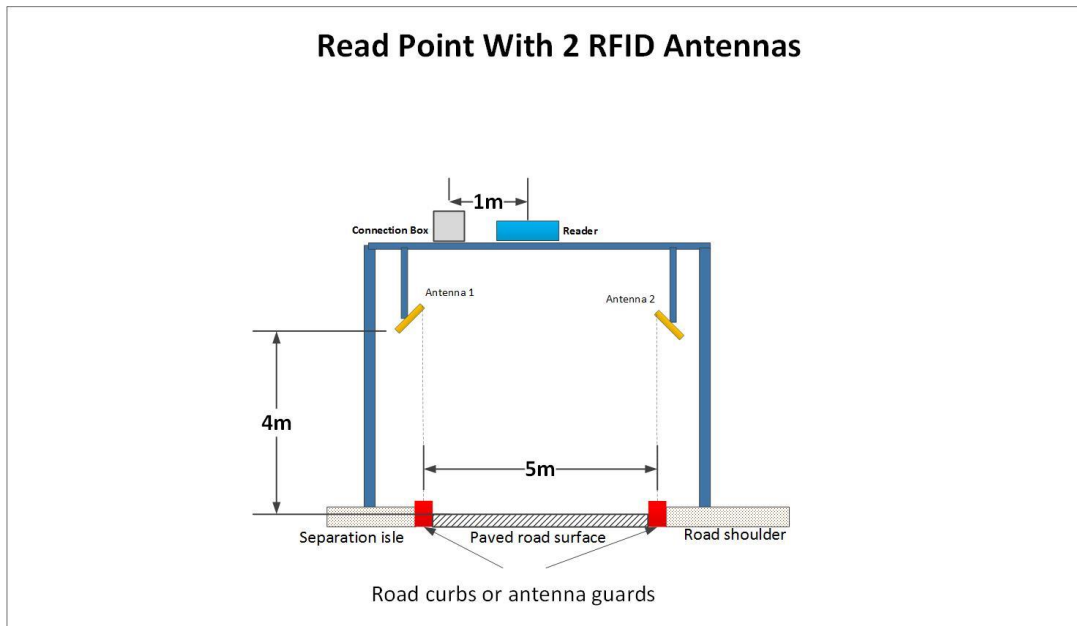 Read Point With 2 RFID Antennas
1m
Connection Box
Reader
Antenna 1
Antenna 2
4m
5m
Separation isle
Paved road surface
Road shoulder
Road curbs or antenna guards